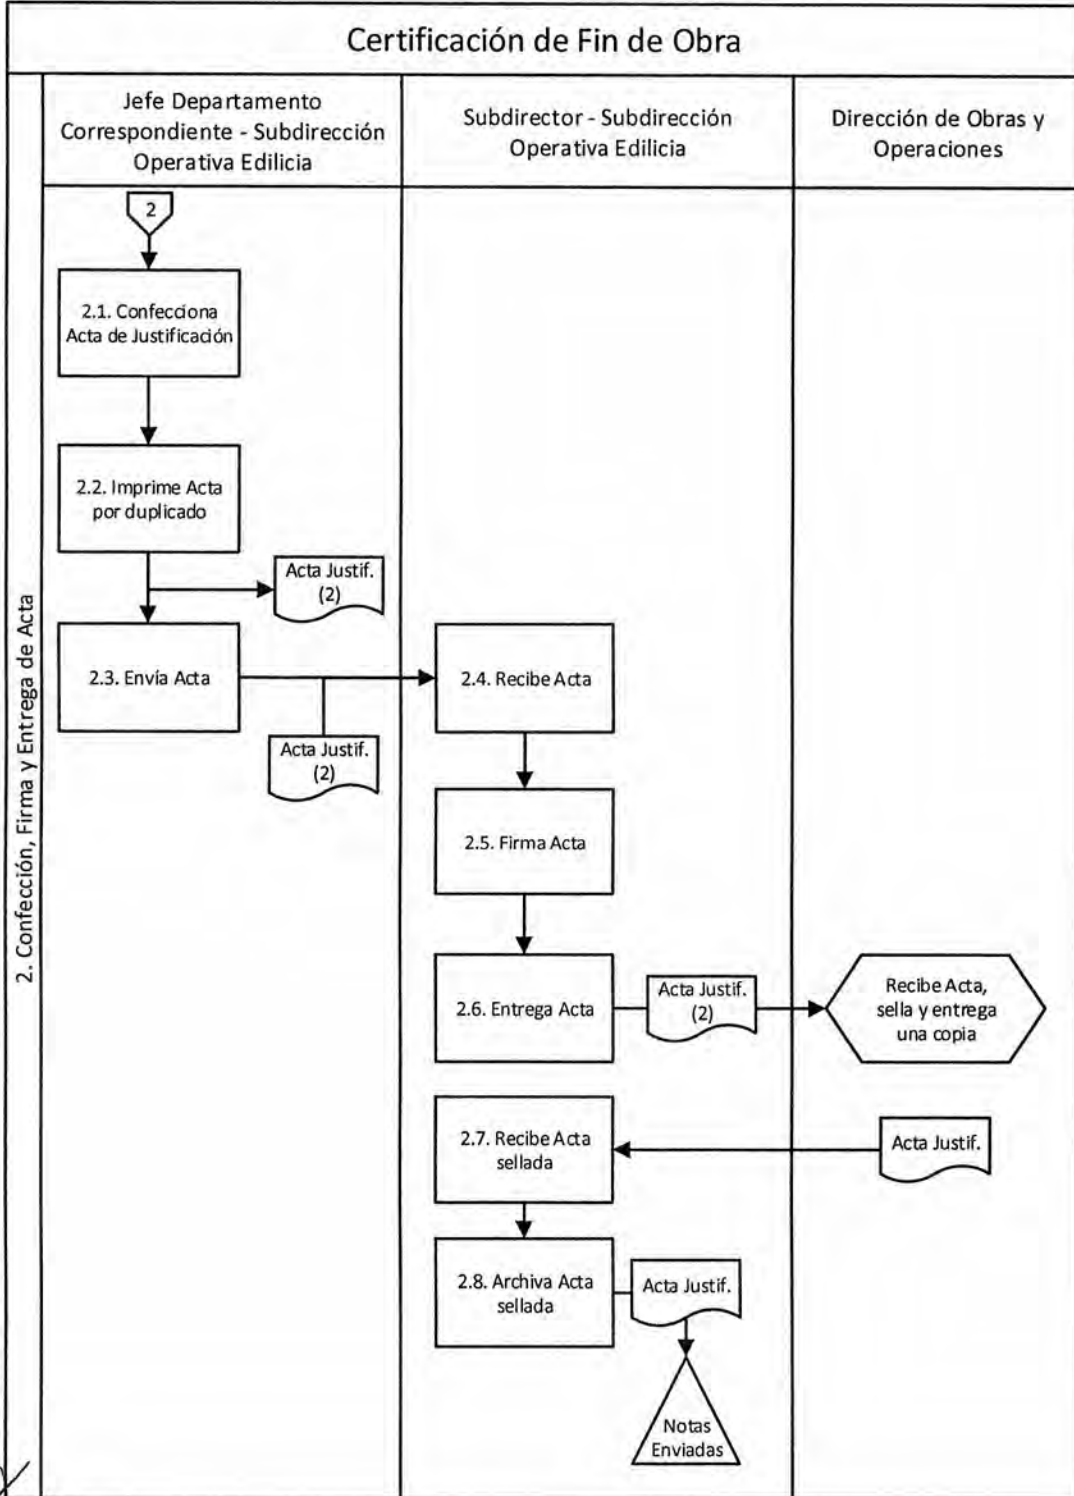 Certificación de Fin de Obra
Jefe Departamento
Correspondiente - Subdirección
Operativa Edilicia
Subdirector - Subdirección
Operativa Edilicia
Dirección de Obras y
Operaciones
2. Confección, Firma y Entrega de Acta
2
2.1. Confecciona
Acta de Justificación
2.2. Imprime Acta
por duplicado
Acta Justif.
(2)
2.3. Envía Acta
Acta Justif.
(2)
2.4. Recibe Acta
2.5. Firma Acta
2.6. Entrega Acta
Acta Justif.
(2)
Recibe Acta,
sella y entrega
una copia
2.7. Recibe Acta
sellada
Acta Justif.
2.8. Archiva Acta
sellada
Acta Justif.
Notas
Enviadas